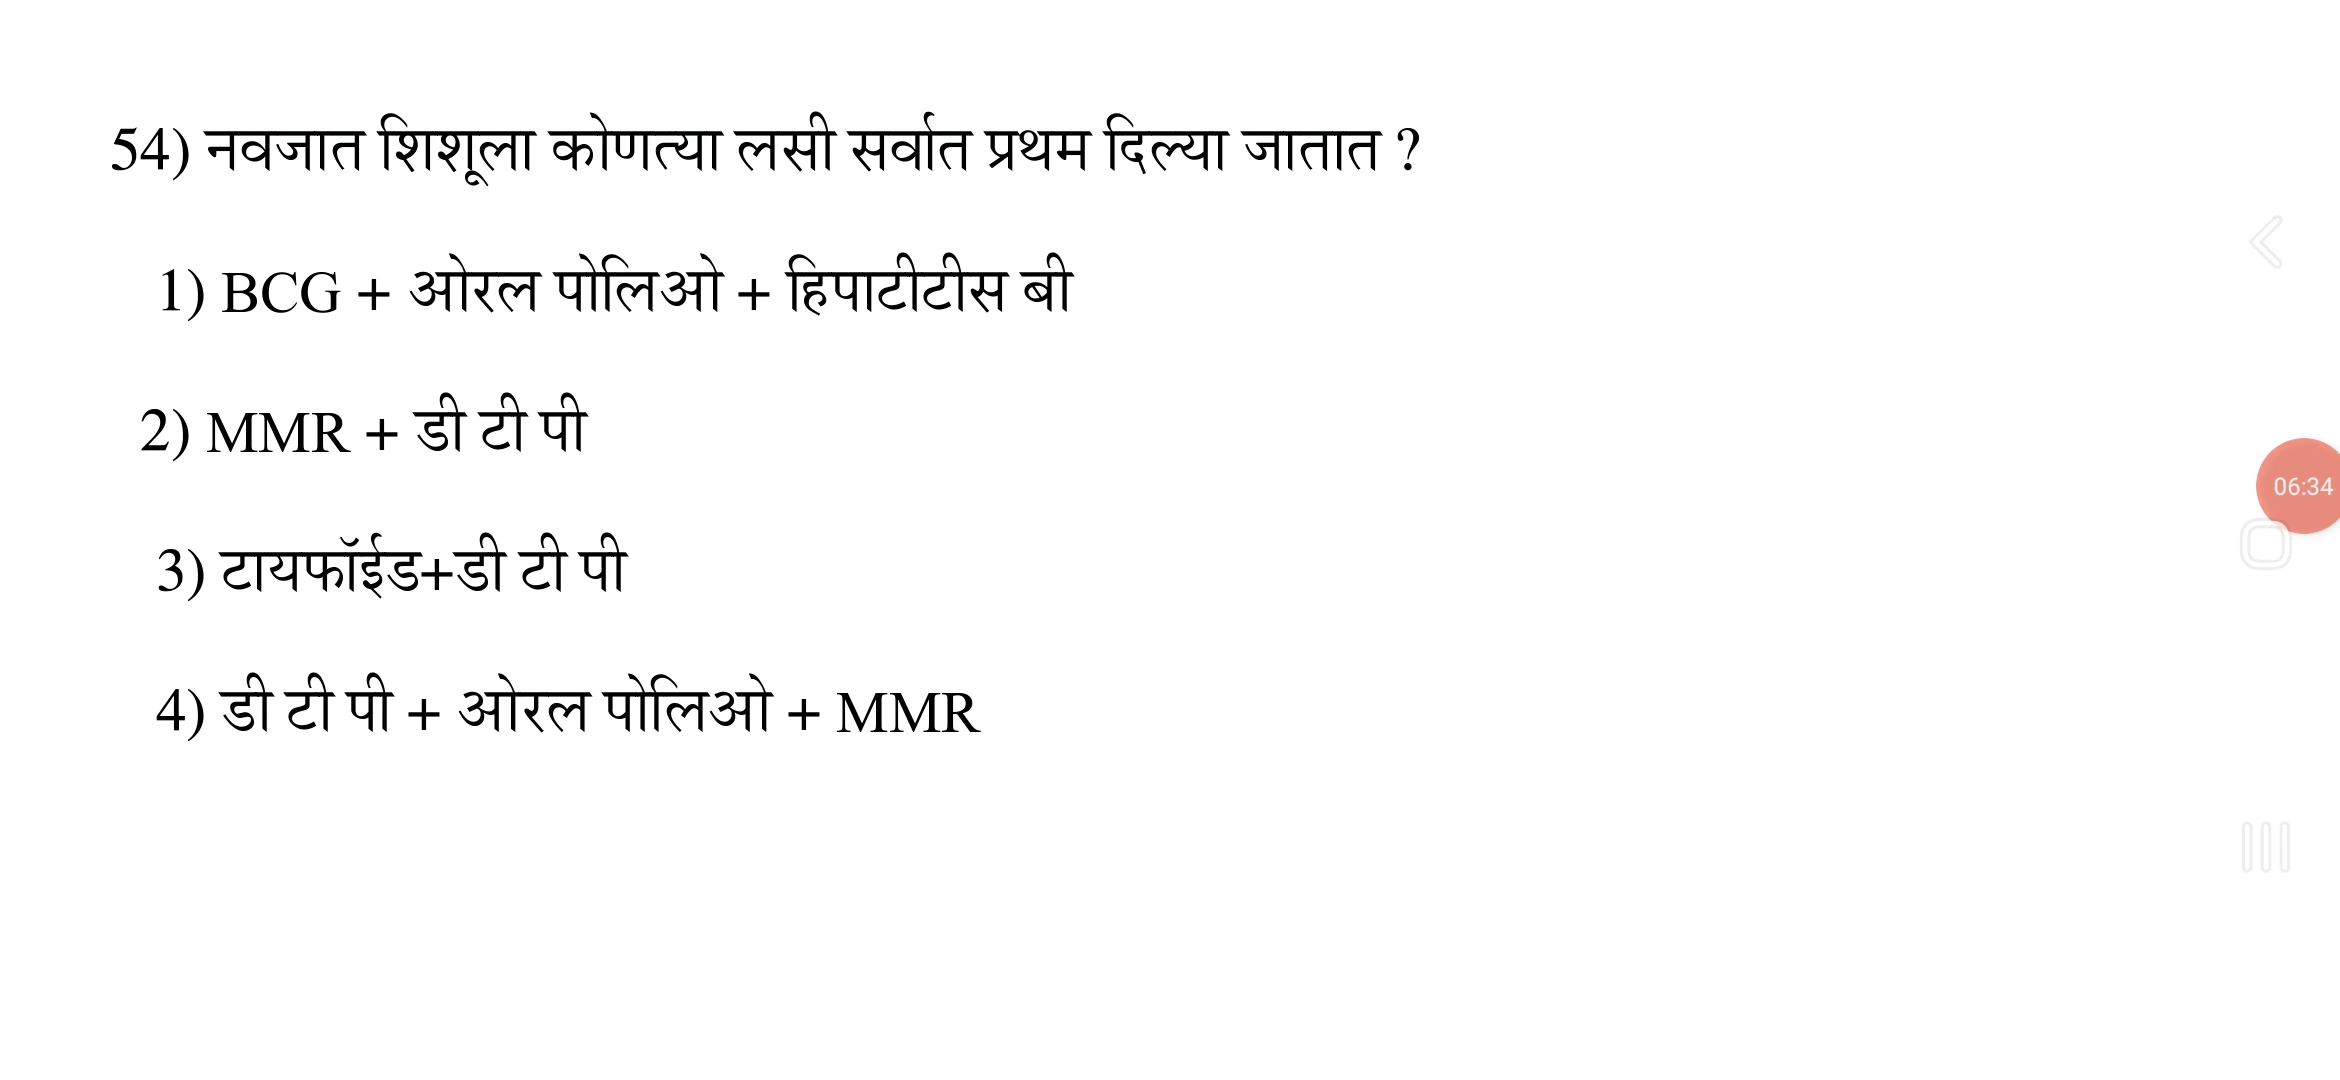 54) नवजात शिशूला कोणत्या लसी सर्वात प्रथम दिल्या जातात ?
1) BCG + ओरल पोलिओ + हिपाटीटीस बी
2) MMR + डी टी पी
3) टायफॉईड+डी टी पी
4) डी टी पी + ओरल पोलिओ + MMR
06:34